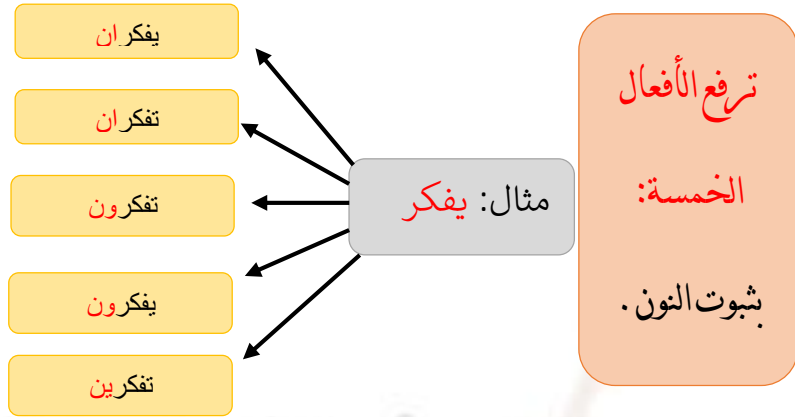 ترفع الأفعال
الخمسة:
بثبوت النون.
مثال: يفكر
يفكران
تفكران
تفكرون
يفكرون
تفكرين